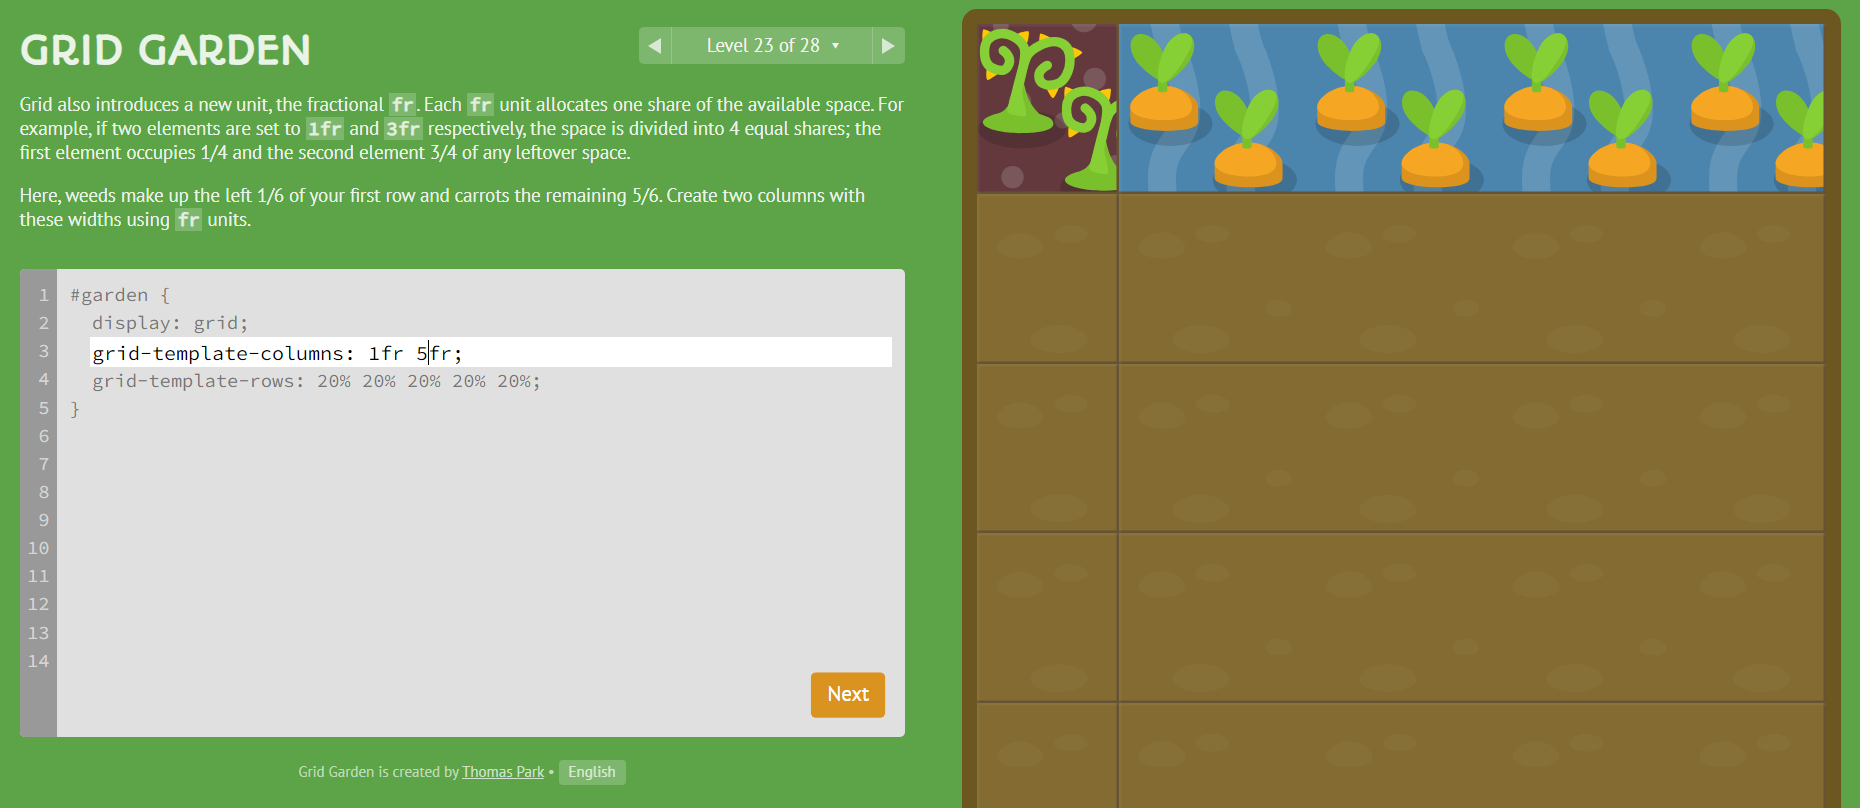 GRID GARDEN
Level 23 of 28
Grid also introduces a new unit, the fractional fr. Each fr unit allocates one share of the available space. For
example, if two elements are set to 1fr and 3fr respectively, the space is divided into 4 equal shares; the
first element occupies 1/4 and the second element 3/4 of any leftover space.
Here, weeds make up the left 1/6 of your first row and carrots the remaining 5/6. Create two columns with
these widths using fr units.
1 #garden {
2 display: grid;
3 grid-template-columns: 1fr 5fr;
4 grid-template-rows: 20% 20% 20% 20% 20%;
5 }
6
7
8
9
10
11
12
13
14
Next
Grid Garden is created by Thomas Park • English